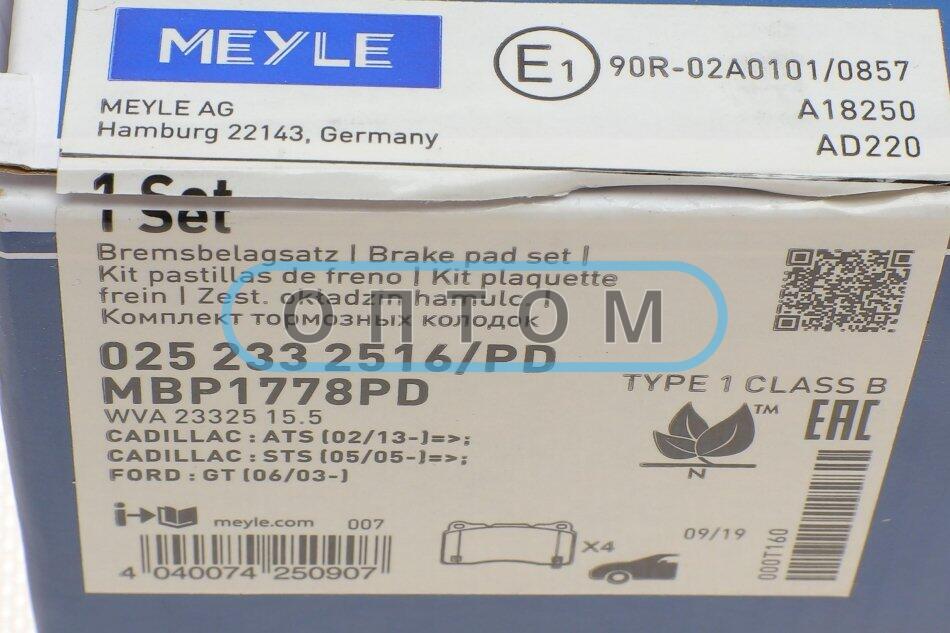 MEYLE
E1 90R-02A0101/0857
MEYLE AG
A18250
Hamburg 22143, Germany
AD220
1 Set
Bremsbelagsatz | Brake pad set |
Kit pastillas de freno | Kit plaquette
frein | Zest. okładzin hamulc. |
Комплект тормозных колодок
ОПТОМ
025 233 2516/PD
MBP1778PD
TYPE 1 CLASS B
WVA 23325 15.5
TM
EAC
CADILLAC : ATS (02/13-)=>;
CADILLAC : STS (05/05-)=>;
FORD : GT (06/03-)
N
i meyle.com 007
X4
09/19
000T160
4 040074 250907